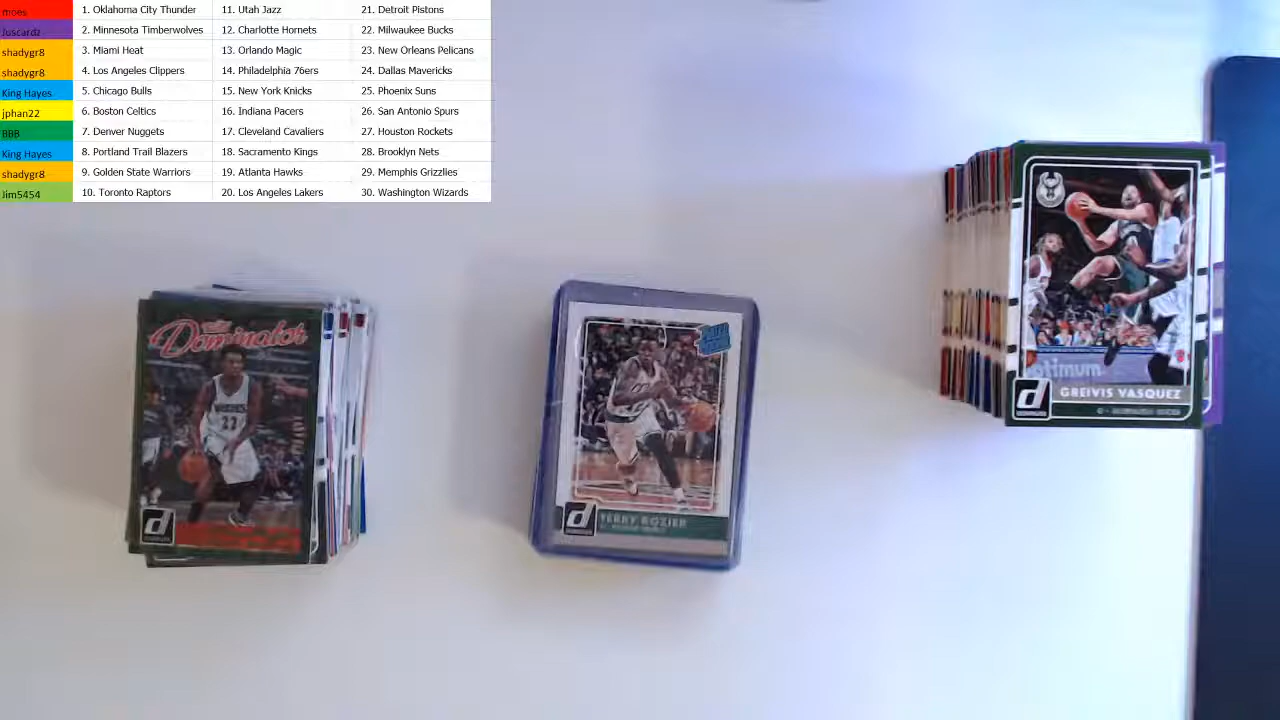 moes 1. Oklahoma City Thunder 11. Utah Jazz 21. Detroit Pistons
Juscardz 2. Minnesota Timberwolves 12. Charlotte Hornets 22. Milwaukee Bucks
shadygr8 3. Miami Heat 13. Orlando Magic 23. New Orleans Pelicans
shadygr8 4. Los Angeles Clippers 14. Philadelphia 76ers 24. Dallas Mavericks
King Hayes 5. Chicago Bulls 15. New York Knicks 25. Phoenix Suns
jphan22 6. Boston Celtics 16. Indiana Pacers 26. San Antonio Spurs
BBB 7. Denver Nuggets 17. Cleveland Cavaliers 27. Houston Rockets
King Hayes 8. Portland Trail Blazers 18. Sacramento Kings 28. Brooklyn Nets
shadygr8 9. Golden State Warriors 19. Atlanta Hawks 29. Memphis Grizzlies
Jim5454 10. Toronto Raptors 20. Los Angeles Lakers 30. Washington Wizards
Dominator
22
d
TERRY ROZIER
d
optimum
GREIVIS VASQUEZ
d